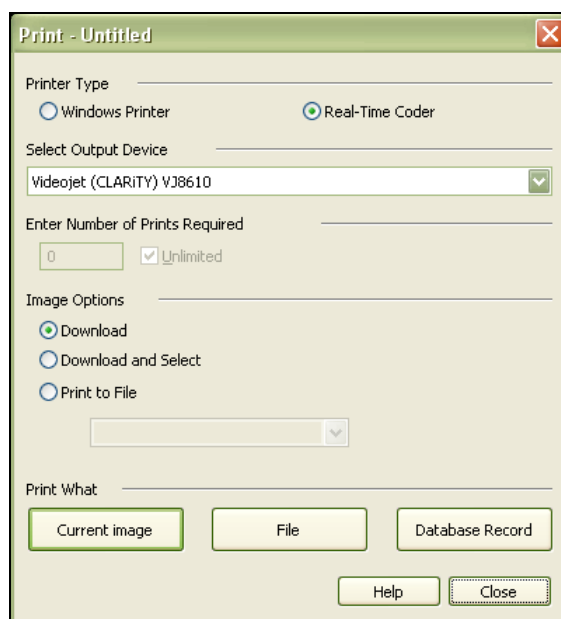 Print - Untitled
Printer Type
Windows Printer
Real-Time Coder
Select Output Device
Videojet (CLARiTY) VJ8610
Enter Number of Prints Required
0
Unlimited
Image Options
Download
Download and Select
Print to File
Print What
Current image
File
Database Record
Help
Close